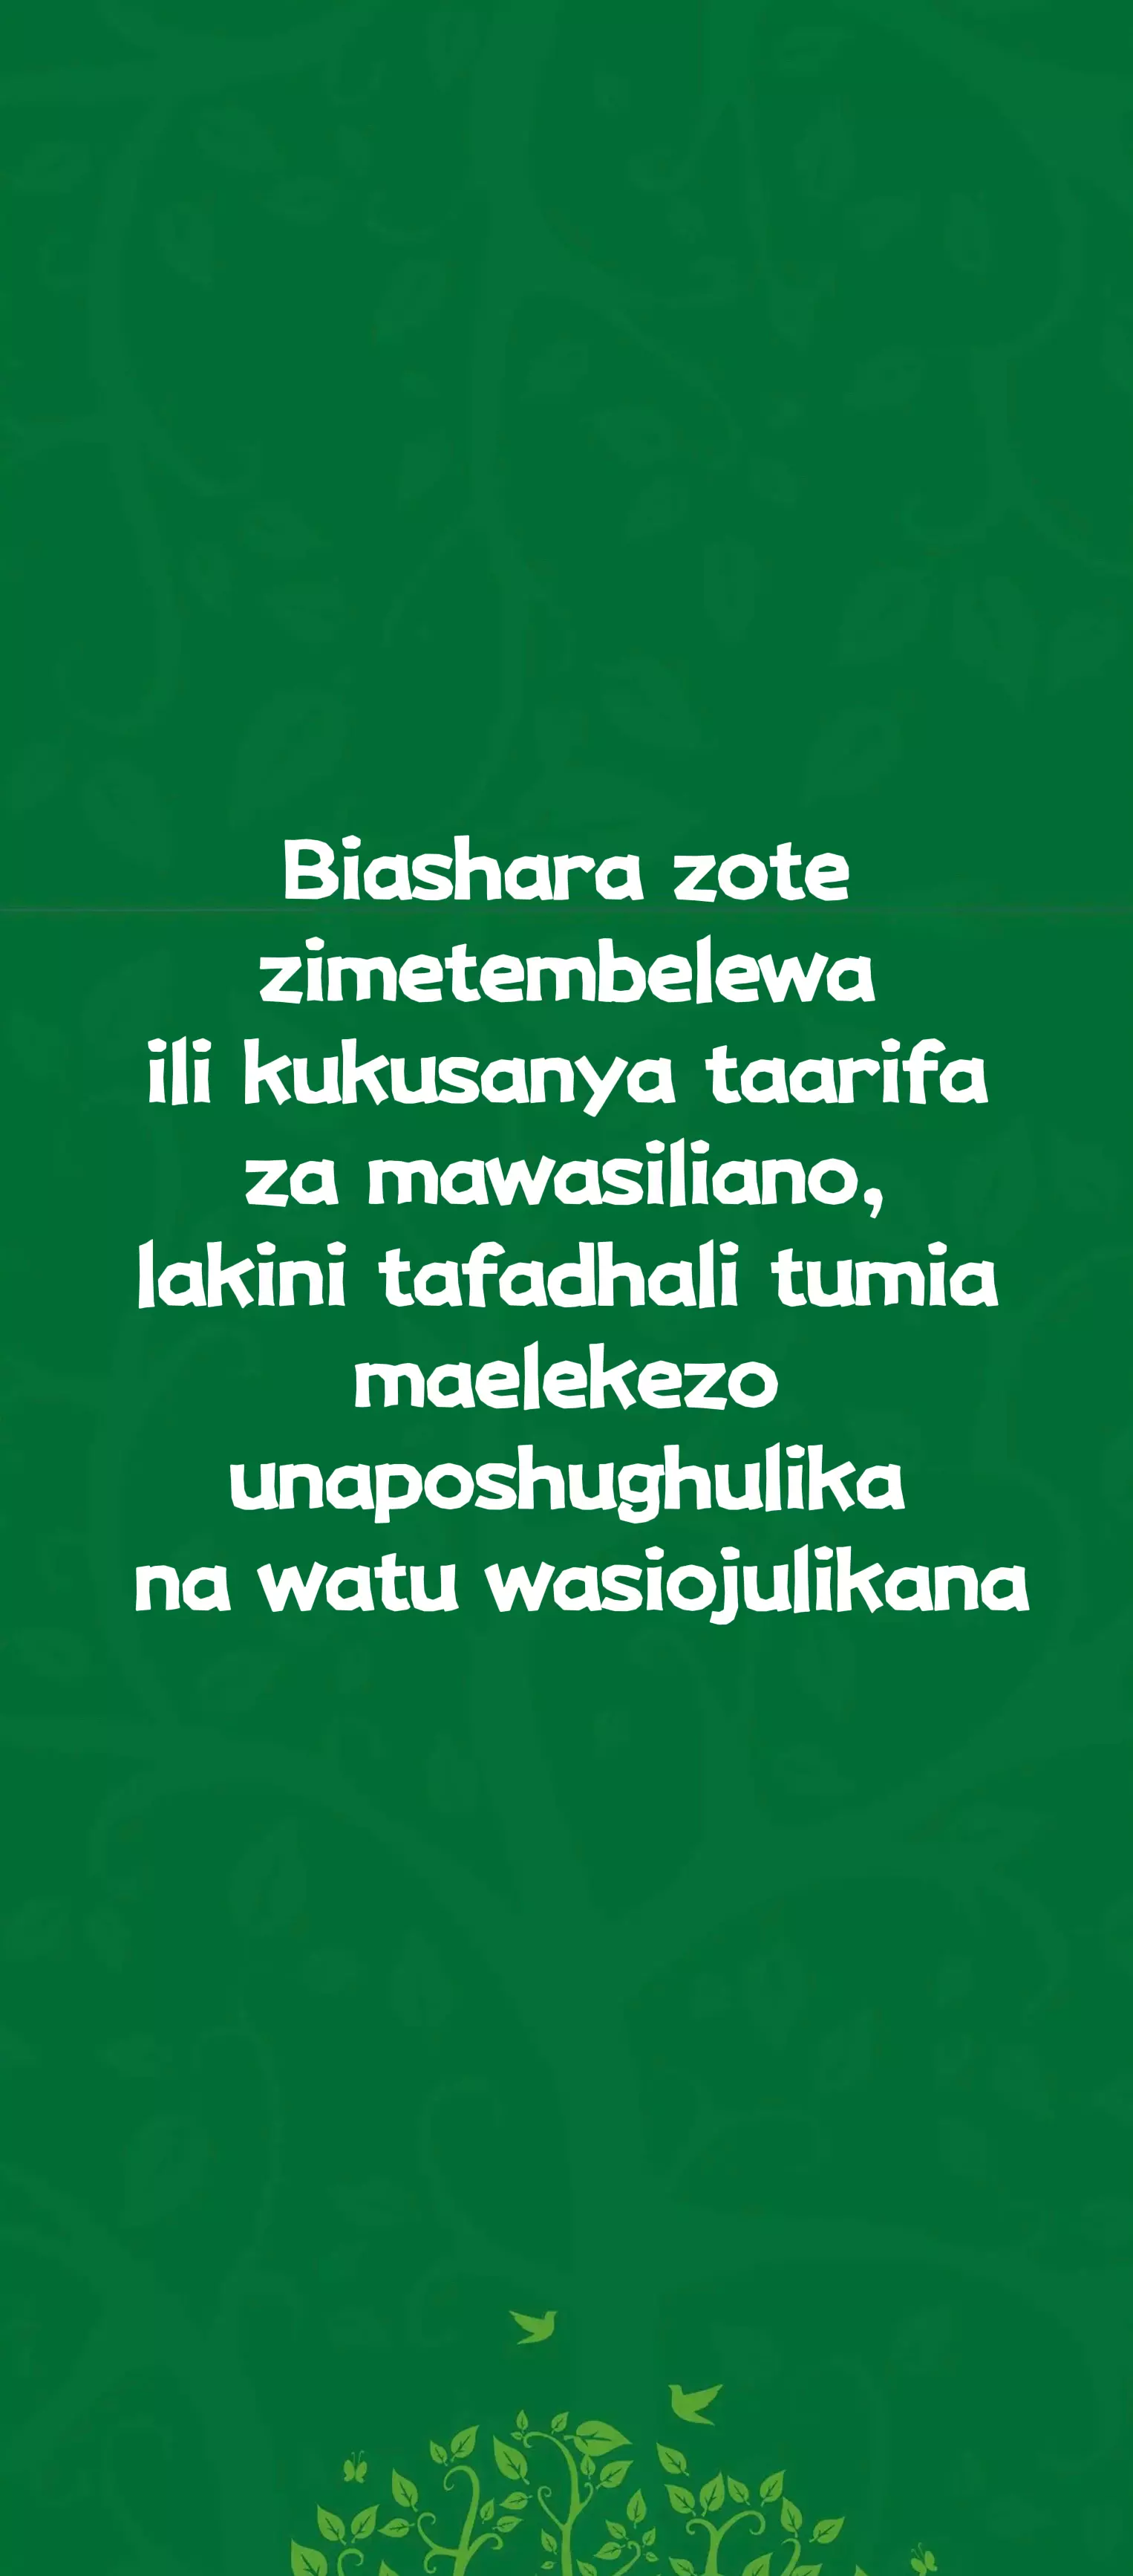 Biashara zote
zimetembelewa
ili kukusanya taarifa
za mawasiliano,
lakini tafadhali tumia
maelekezo
unaposhughulika
na watu wasiojulikana